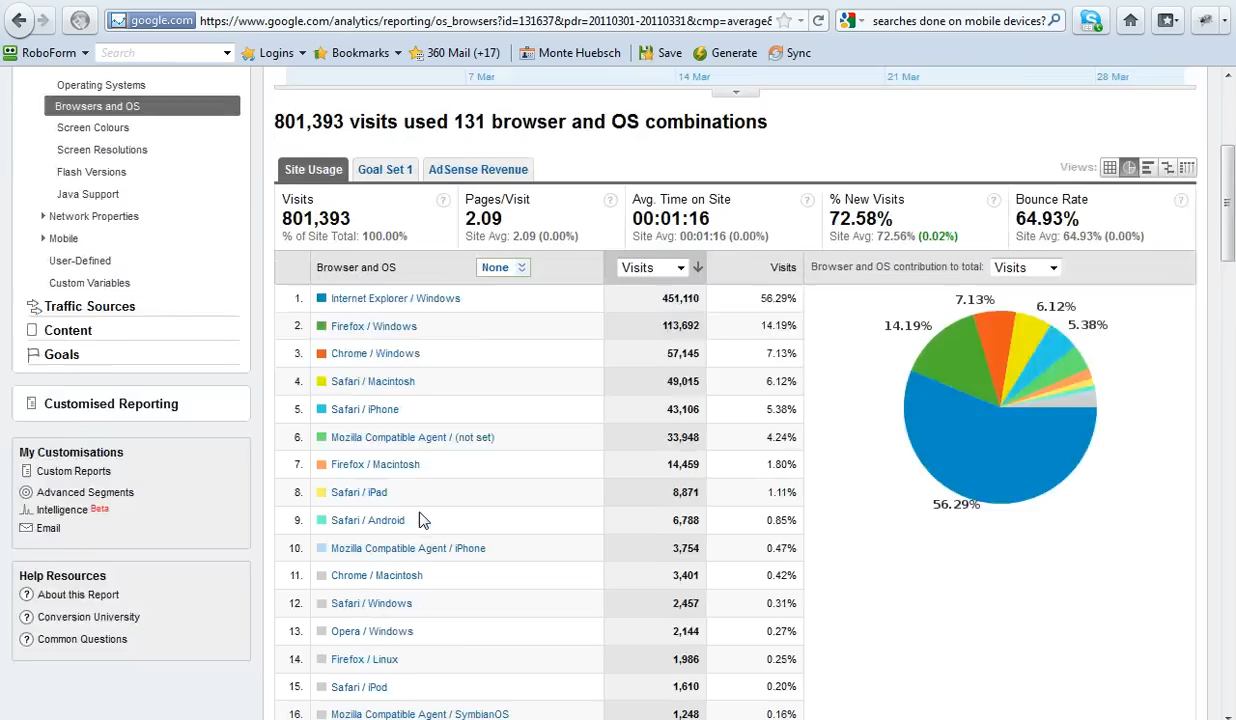 google.com
https://www.google.com/analytics/reporting/os_browsers?id=131637&pdr=20110301-20110331&cmp=average&
searches done on mobile devices?
RoboForm
Search
Logins
Bookmarks
360 Mail (+17)
Monte Huebsch
Save
Generate
Sync
Operating Systems
Browsers and OS
Screen Colours
Screen Resolutions
Flash Versions
Java Support
Network Properties
Mobile
User-Defined
Custom Variables
Traffic Sources
Content
Goals
Customised Reporting
My Customisations
Custom Reports
Advanced Segments
Intelligence Beta
Email
Help Resources
About this Report
Conversion University
Common Questions
7 Mar 14 Mar 21 Mar 28 Mar
801,393 visits used 131 browser and OS combinations
Site Usage Goal Set 1 AdSense Revenue
Views:
Visits ?
801,393
% of Site Total: 100.00%
Pages/Visit ?
2.09
Site Avg: 2.09 (0.00%)
Avg. Time on Site ?
00:01:16
Site Avg: 00:01:16 (0.00%)
% New Visits ?
72.58%
Site Avg: 72.56% (0.02%)
Bounce Rate ?
64.93%
Site Avg: 64.93% (0.00%)
Browser and OS None Visits Visits Browser and OS contribution to total: Visits
1. Internet Explorer / Windows 451,110 56.29%
2. Firefox / Windows 113,692 14.19%
3. Chrome / Windows 57,145 7.13%
4. Safari / Macintosh 49,015 6.12%
5. Safari / iPhone 43,106 5.38%
6. Mozilla Compatible Agent / (not set) 33,948 4.24%
7. Firefox / Macintosh 14,459 1.80%
8. Safari / iPad 8,871 1.11%
9. Safari / Android 6,788 0.85%
10. Mozilla Compatible Agent / iPhone 3,754 0.47%
11. Chrome / Macintosh 3,401 0.42%
12. Safari / Windows 2,457 0.31%
13. Opera / Windows 2,144 0.27%
14. Firefox / Linux 1,986 0.25%
15. Safari / iPod 1,610 0.20%
16. Mozilla Compatible Agent / SymbianOS 1,248 0.16%
7.13%
6.12%
14.19%
5.38%
56.29%